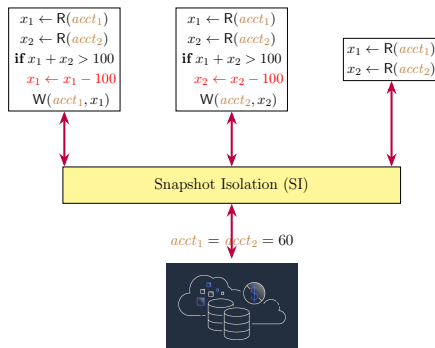 x₁ ← R(acct₁)
x₂ ← R(acct₂)
if x₁ + x₂ > 100
x₁ ← x₁ − 100
W(acct₁, x₁)
x₁ ← R(acct₁)
x₂ ← R(acct₂)
if x₁ + x₂ > 100
x₂ ← x₂ − 100
W(acct₂, x₂)
x₁ ← R(acct₁)
x₂ ← R(acct₂)
Snapshot Isolation (SI)
acct₁ = acct₂ = 60